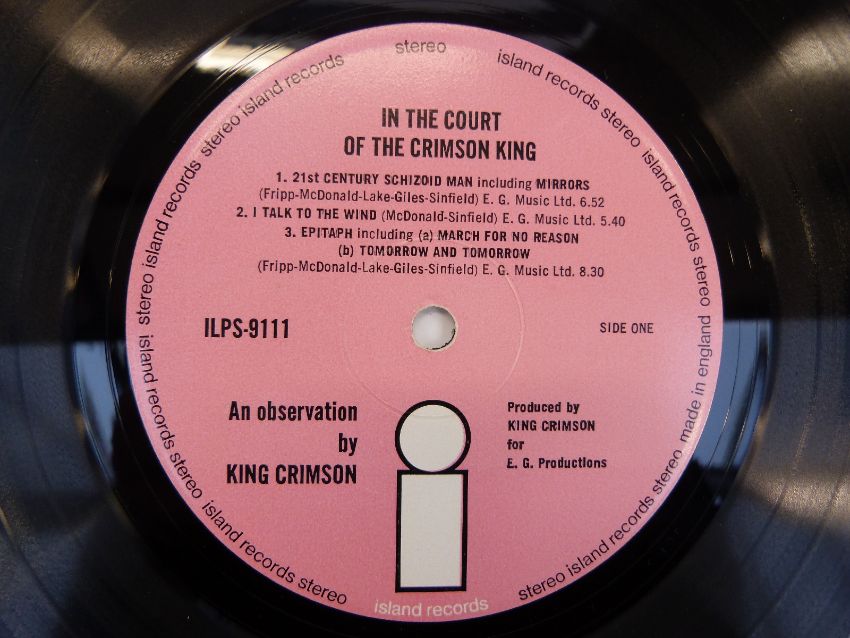 stereo
IN THE COURT
OF THE CRIMSON KING
1. 21st CENTURY SCHIZOID MAN including MIRRORS
(Fripp-McDonald-Lake-Giles-Sinfield) E. G. Music Ltd. 6.52
2. I TALK TO THE WIND (McDonald-Sinfield) E. G. Music Ltd. 5.40
3. EPITAPH including (a) MARCH FOR NO REASON
(b) TOMORROW AND TOMORROW
(Fripp-McDonald-Lake-Giles-Sinfield) E. G. Music Ltd. 8.30
ILPS-9111
SIDE ONE
An observation
by
KING CRIMSON
Produced by
KING CRIMSON
for
E. G. Productions
island records stereo island records stereo
made in england
stereo island records stereo
island records
island records stereo island records stereo
stereo island records stereo island records